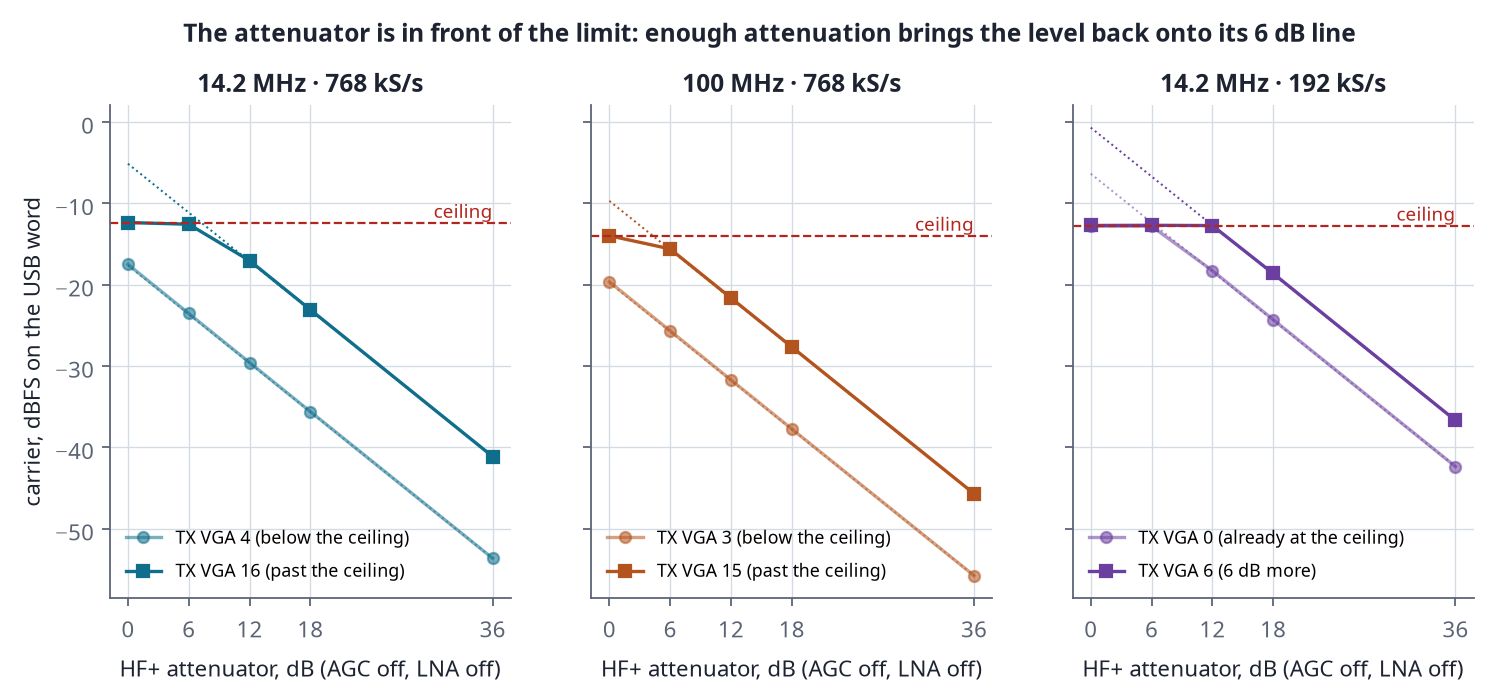 The attenuator is in front of the limit: enough attenuation brings the level back onto its 6 dB line
14.2 MHz · 768 kS/s
100 MHz · 768 kS/s
14.2 MHz · 192 kS/s
carrier, dBFS on the USB word
0
−10
−20
−30
−40
−50
ceiling
TX VGA 4 (below the ceiling)
TX VGA 16 (past the ceiling)
0 6 12 18 36
HF+ attenuator, dB (AGC off, LNA off)
ceiling
TX VGA 3 (below the ceiling)
TX VGA 15 (past the ceiling)
0 6 12 18 36
HF+ attenuator, dB (AGC off, LNA off)
ceiling
TX VGA 0 (already at the ceiling)
TX VGA 6 (6 dB more)
0 6 12 18 36
HF+ attenuator, dB (AGC off, LNA off)